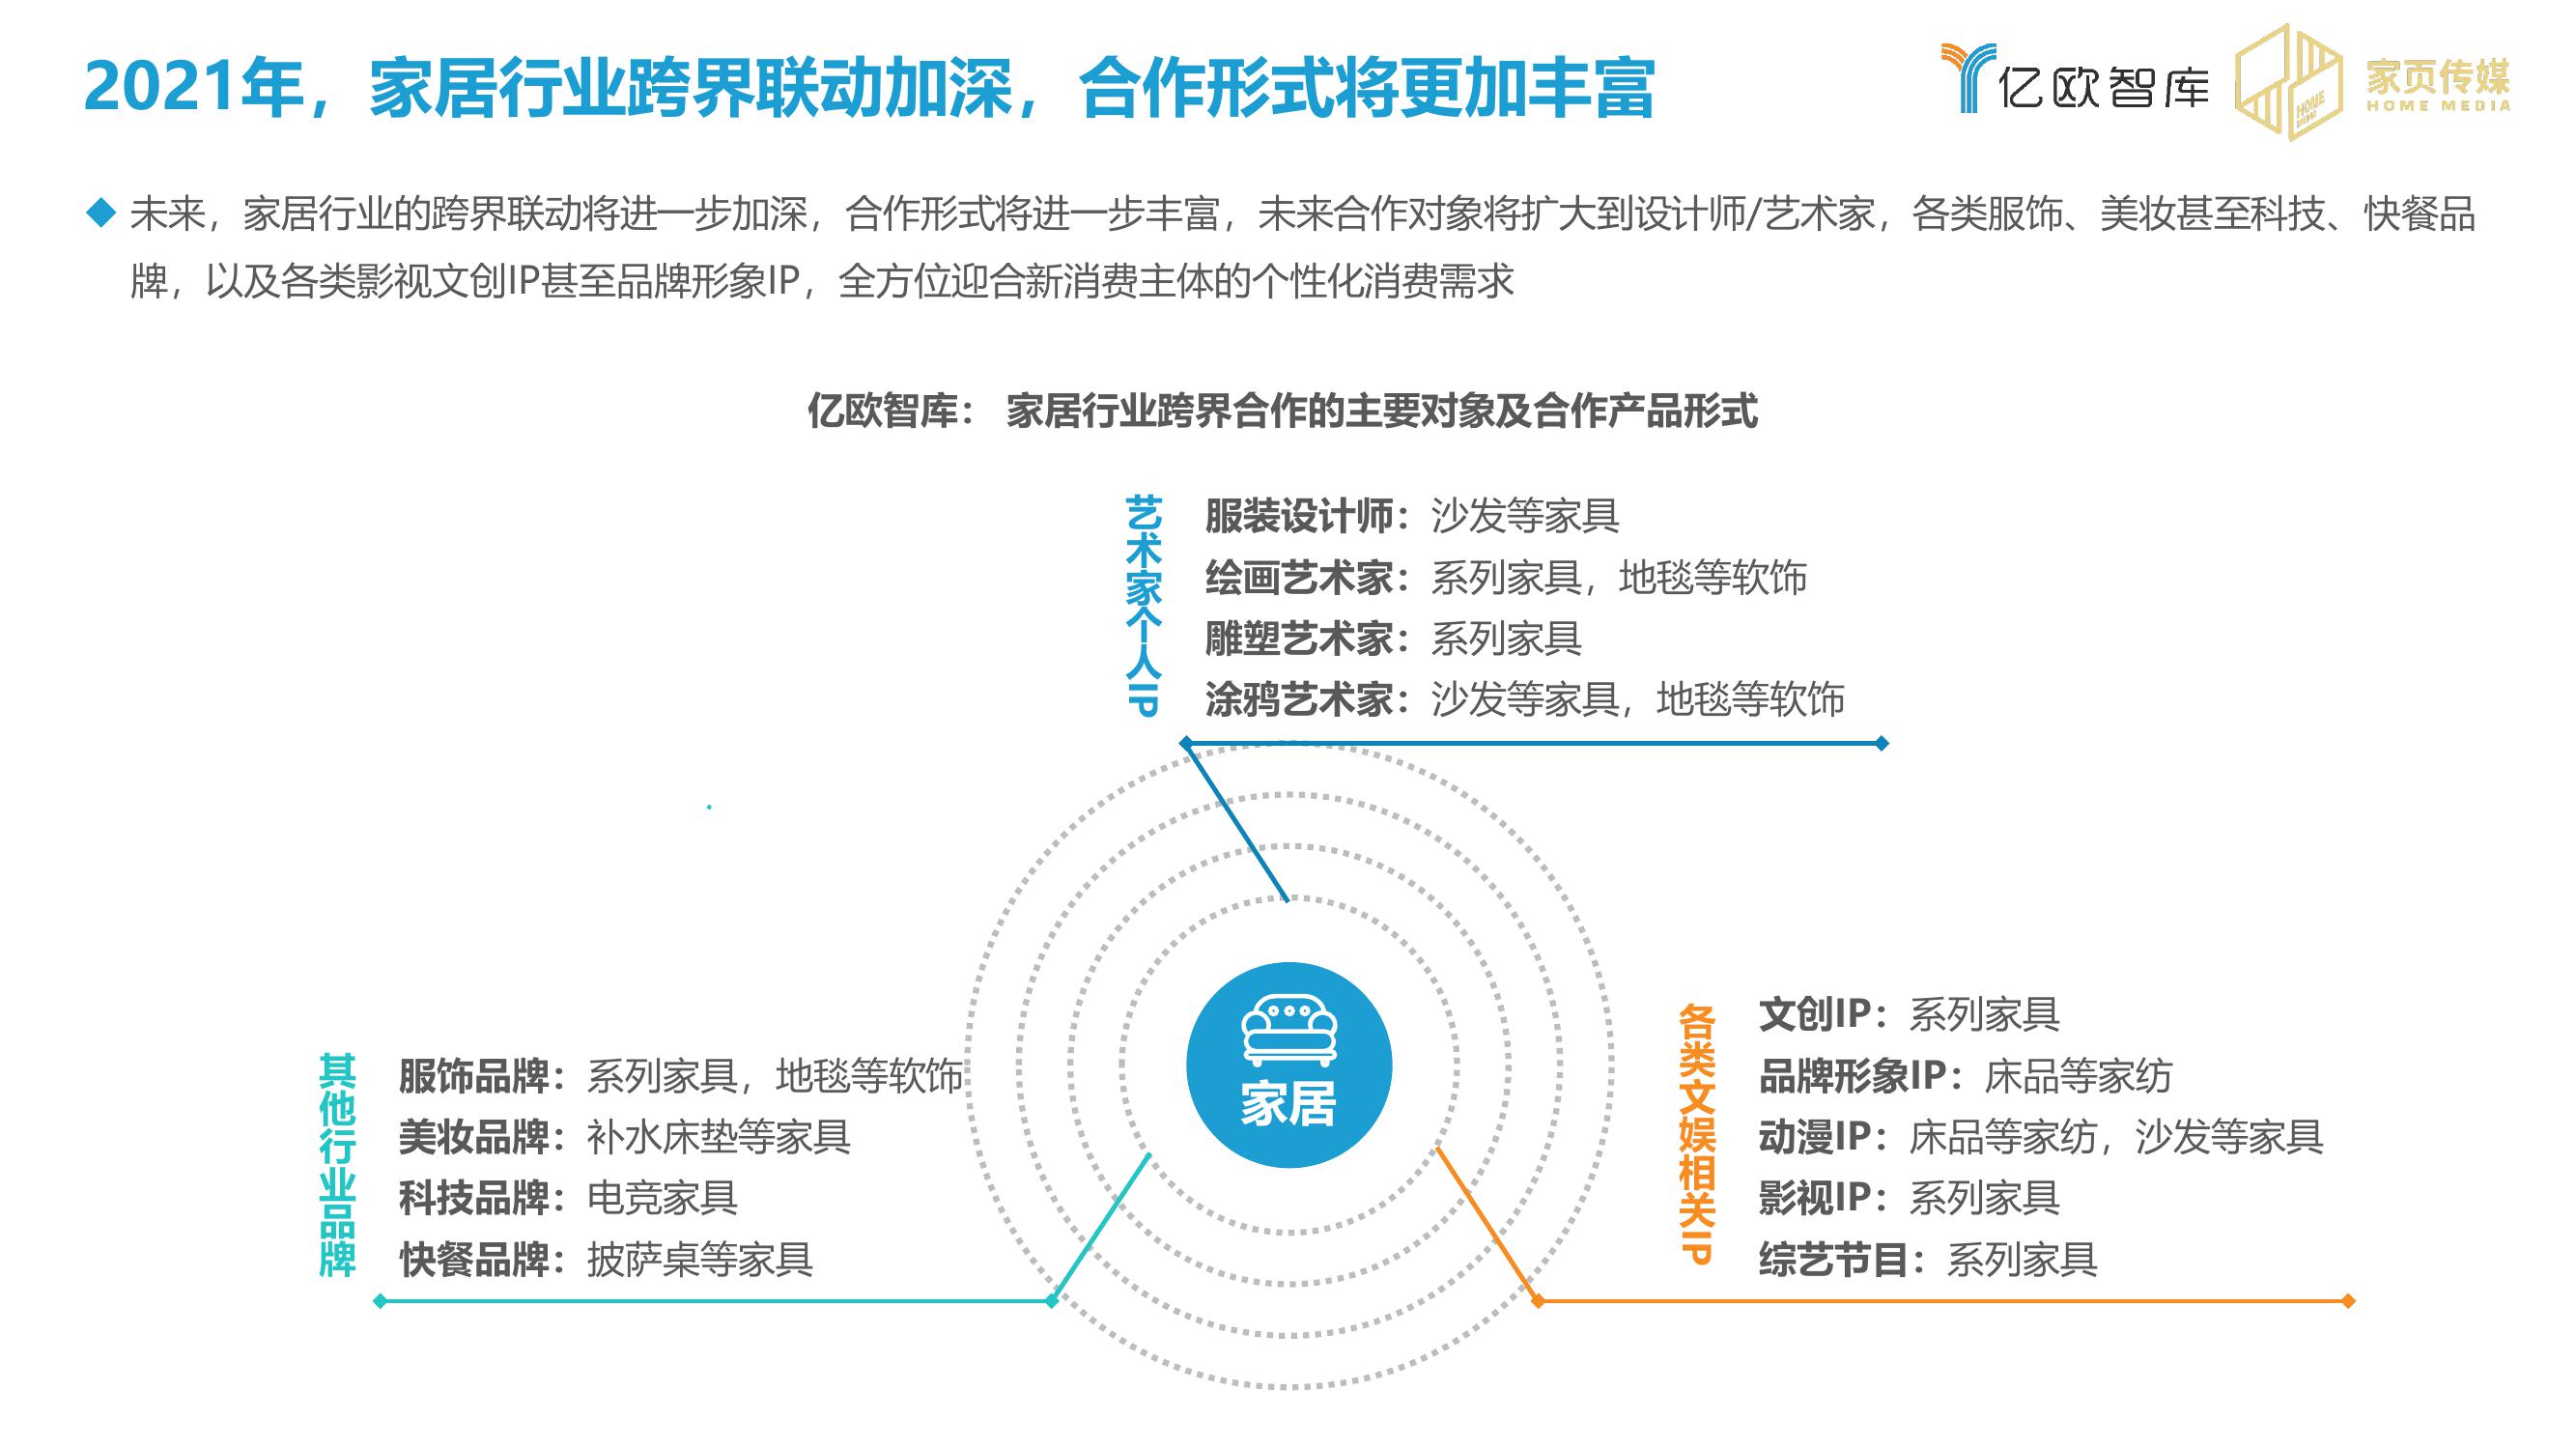 2021年，家居行业跨界联动加深，合作形式将更加丰富
亿欧智库
家页传媒
HOME MEDIA
HOME
未来，家居行业的跨界联动将进一步加深，合作形式将进一步丰富，未来合作对象将扩大到设计师/艺术家，各类服饰、美妆甚至科技、快餐品
牌，以及各类影视文创IP甚至品牌形象IP，全方位迎合新消费主体的个性化消费需求
亿欧智库： 家居行业跨界合作的主要对象及合作产品形式
艺术家个人IP
服装设计师：沙发等家具
绘画艺术家：系列家具，地毯等软饰
雕塑艺术家：系列家具
涂鸦艺术家：沙发等家具，地毯等软饰
家居
其他行业品牌
服饰品牌：系列家具，地毯等软饰
美妆品牌：补水床垫等家具
科技品牌：电竞家具
快餐品牌：披萨桌等家具
各类文娱相关IP
文创IP：系列家具
品牌形象IP：床品等家纺
动漫IP：床品等家纺，沙发等家具
影视IP：系列家具
综艺节目：系列家具